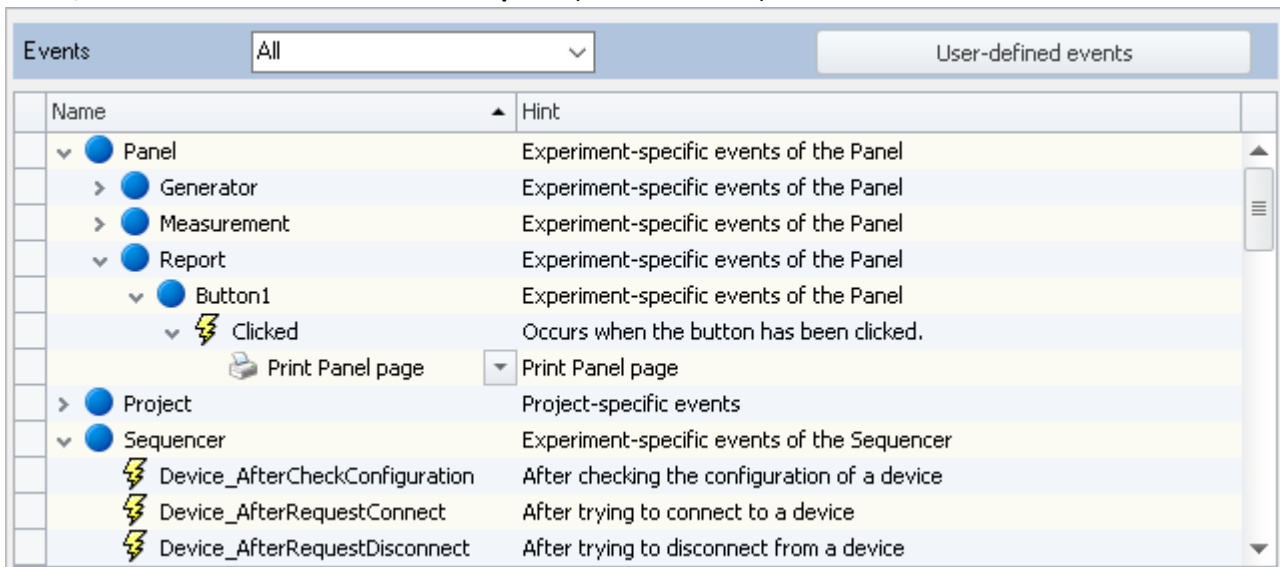 Events All User-defined events
Name Hint
Panel Experiment-specific events of the Panel
Generator Experiment-specific events of the Panel
Measurement Experiment-specific events of the Panel
Report Experiment-specific events of the Panel
Button1 Experiment-specific events of the Panel
Clicked Occurs when the button has been clicked.
Print Panel page Print Panel page
Project Project-specific events
Sequencer Experiment-specific events of the Sequencer
Device_AfterCheckConfiguration After checking the configuration of a device
Device_AfterRequestConnect After trying to connect to a device
Device_AfterRequestDisconnect After trying to disconnect from a device